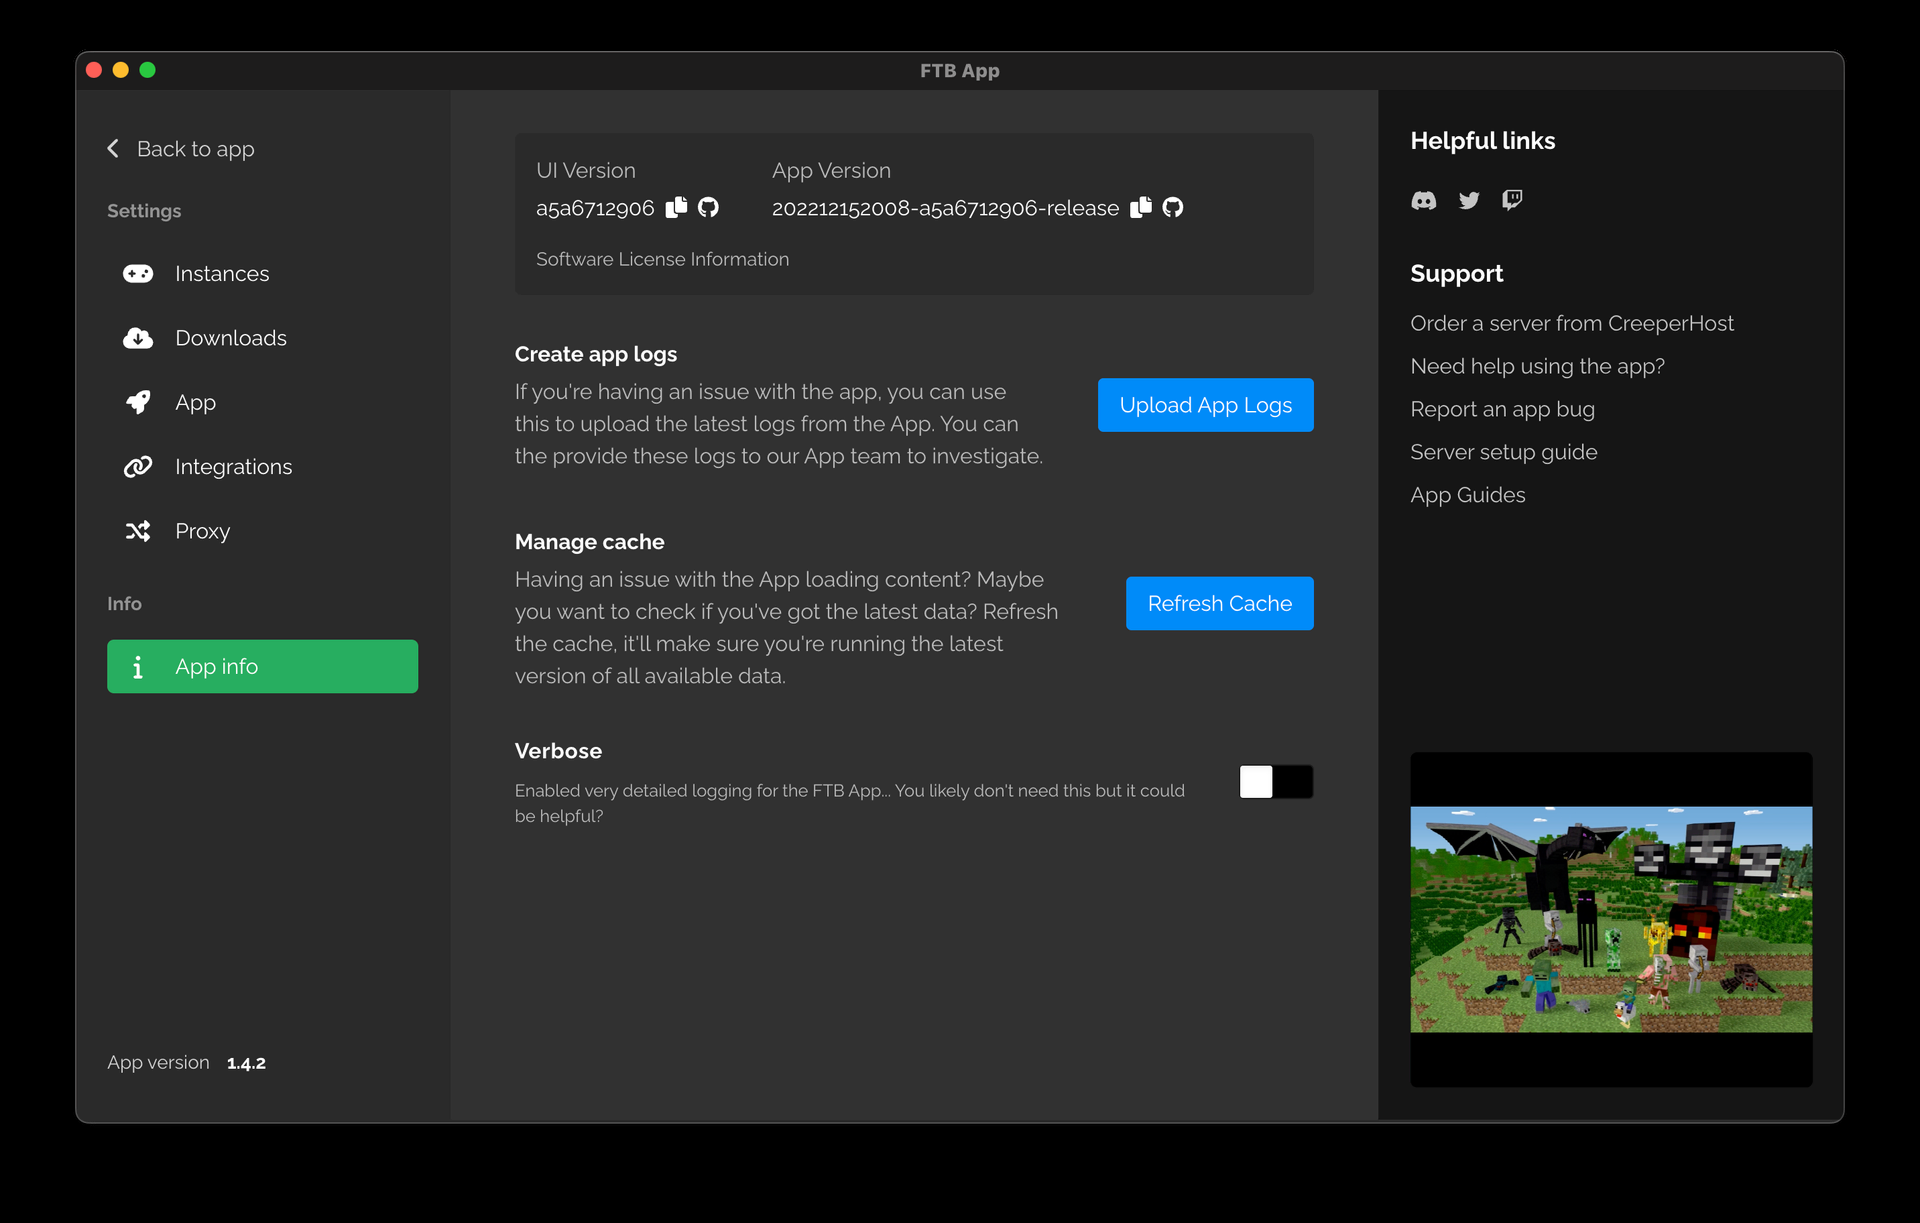 FTB App
Back to app
Settings
Instances
Downloads
App
Integrations
Proxy
Info
App info
App version 1.4.2
UI Version
a5a6712906
App Version
202212152008-a5a6712906-release
Software License Information
Create app logs
If you're having an issue with the app, you can use
this to upload the latest logs from the App. You can
the provide these logs to our App team to investigate.
Upload App Logs
Manage cache
Having an issue with the App loading content? Maybe
you want to check if you've got the latest data? Refresh
the cache, it'll make sure you're running the latest
version of all available data.
Refresh Cache
Verbose
Enabled very detailed logging for the FTB App... You likely don't need this but it could
be helpful?
Helpful links
Support
Order a server from CreeperHost
Need help using the app?
Report an app bug
Server setup guide
App Guides